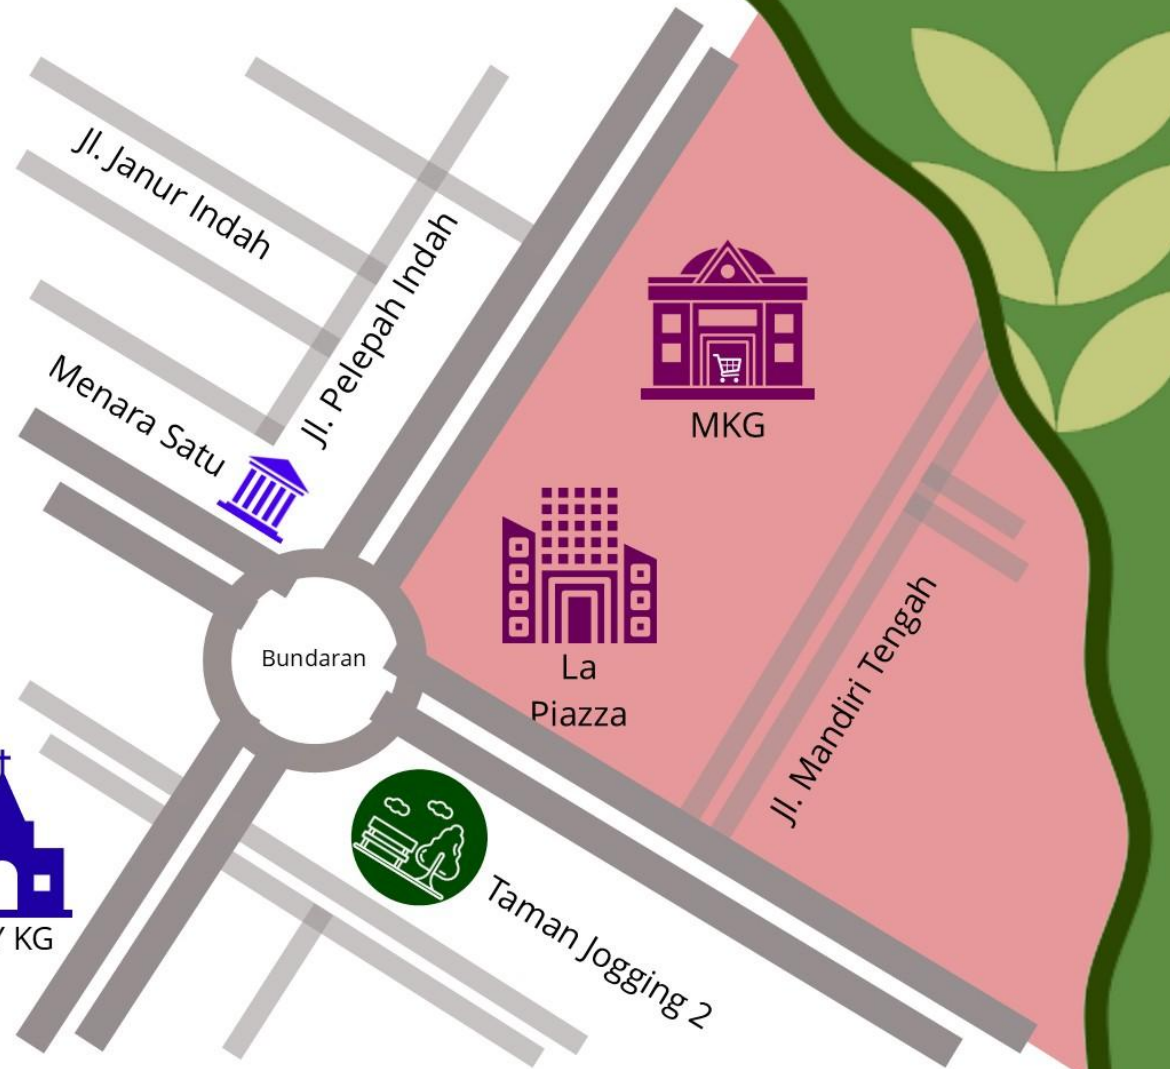 Jl. Janur Indah
Jl. Pelepah Indah
Menara Satu
MKG
Bundaran
La
Piazza
Jl. Mandiri Tengah
Taman Jogging 2
KG